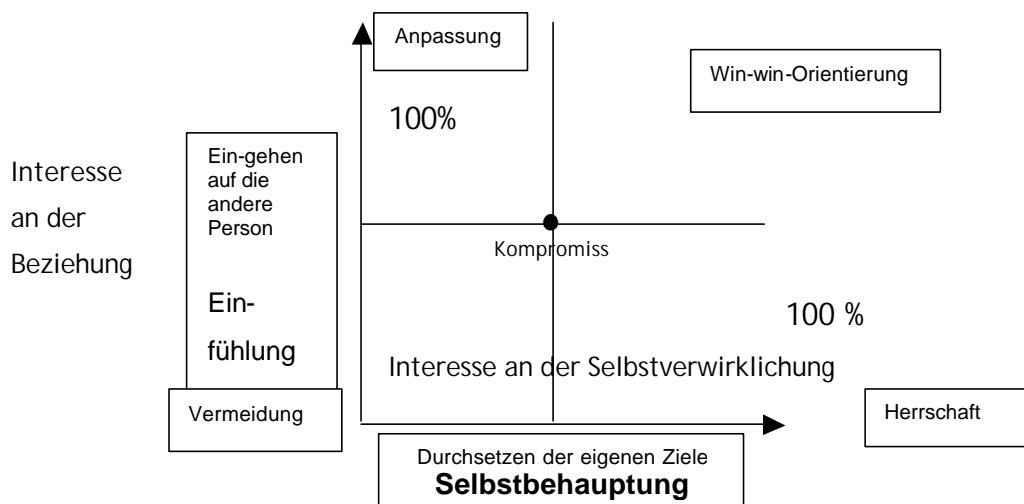 Anpassung
Win-win-Orientierung
100%
Interesse
an der
Beziehung
Ein-gehen
auf die
andere
Person
Ein-
fühlung
Kompromiss
100 %
Interesse an der Selbstverwirklichung
Vermeidung
Herrschaft
Durchsetzen der eigenen Ziele
Selbstbehauptung